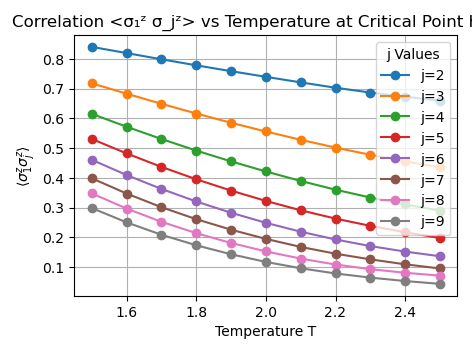 Correlation <σ₁ᶻ σ_jᶻ> vs Temperature at Critical Point
j Values
j=2
j=3
j=4
j=5
j=6
j=7
j=8
j=9
⟨σ₁ᶻσⱼᶻ⟩
0.8
0.7
0.6
0.5
0.4
0.3
0.2
0.1
1.6 1.8 2.0 2.2 2.4
Temperature T